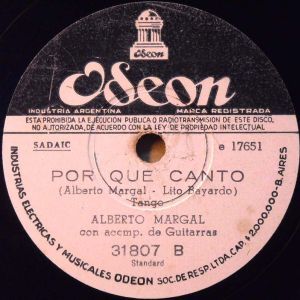 Odeon
Odeon
INDUSTRIA ARGENTINA MARCA REGISTRADA
ESTA PROHIBIDA LA EJECUCION PUBLICA O RADIOTRANSMISION DE ESTE DISCO,
NO AUTORIZADA, DE ACUERDO CON LA LEY DE PROPIEDAD INTELECTUAL
SADAIC e 17651
POR QUE CANTO
(Alberto Margal - Lito Bayardo)
Tango
ALBERTO MARGAL
con acomp. de Guitarras
31807 B
Standard
INDUSTRIAS ELECTRICAS Y MUSICALES ODEON SOC. DE RESP. LTDA. CAP. $ 2.000.000 - B. AIRES